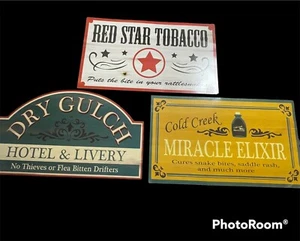 RED STAR TOBACCO
Puts the bite in your rattlesnake
DRY GULCH
HOTEL & LIVERY
No Thieves or Flea Bitten Drifters
Cold Creek
MIRACLE ELIXIR
Cures snake bites, saddle rash,
and much more
PhotoRoom®